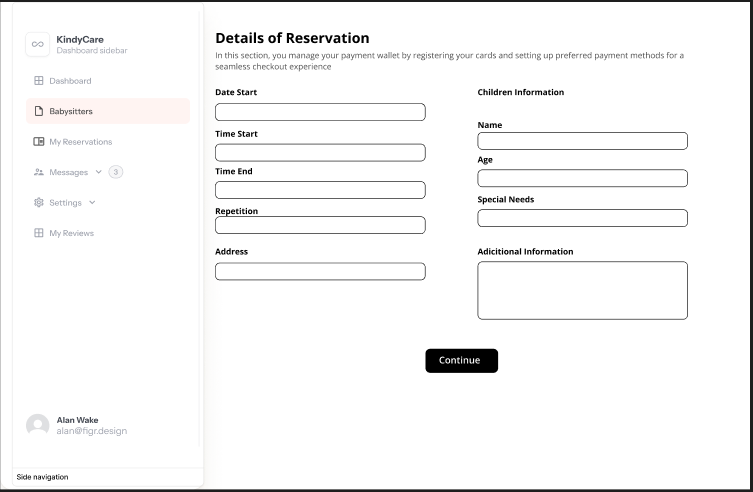 KindyCare
Dashboard sidebar
Dashboard
Babysitters
My Reservations
Messages 3
Settings
My Reviews
Alan Wake
alan@figr.design
Side navigation
Details of Reservation
In this section, you manage your payment wallet by registering your cards and setting up preferred payment methods for a
seamless checkout experience
Date Start
Time Start
Time End
Repetition
Address
Children Information
Name
Age
Special Needs
Adicitional Information
Continue